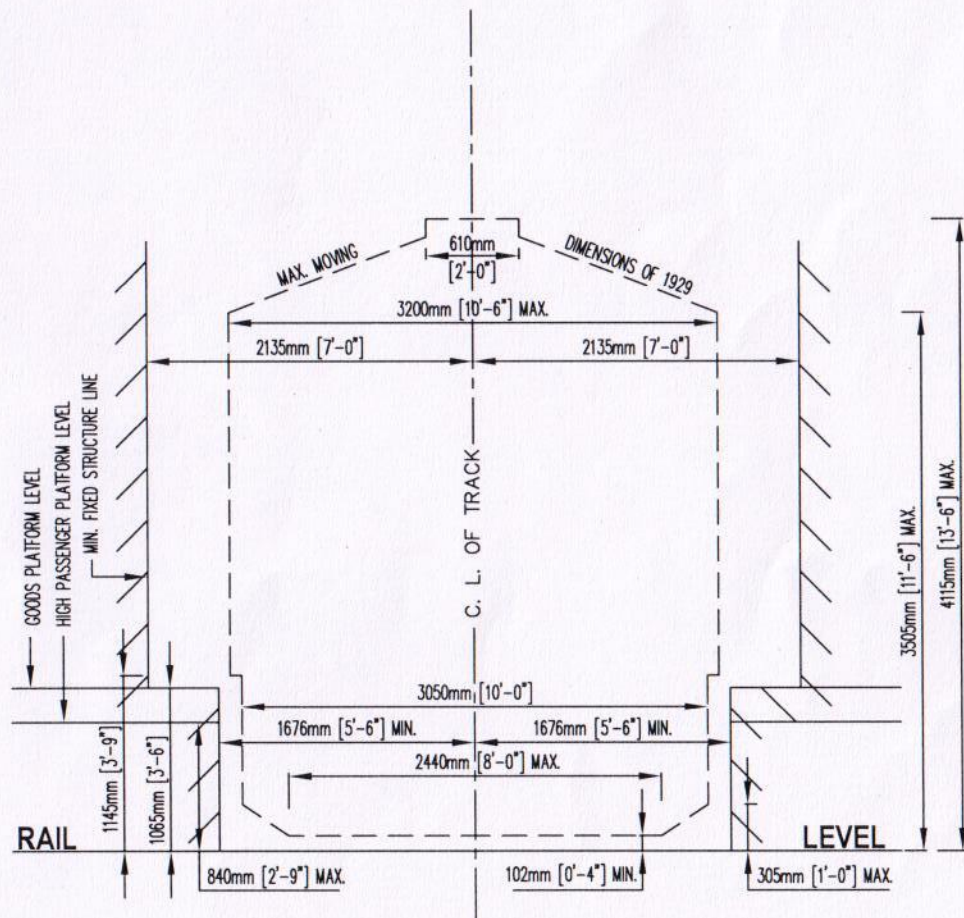 610mm
[2'-0"]
MAX. MOVING
DIMENSIONS OF 1929
3200mm [10'-6"] MAX.
2135mm [7'-0"]
2135mm [7'-0"]
C. L. OF TRACK
GOODS PLATFORM LEVEL
HIGH PASSENGER PLATFORM LEVEL
MIN. FIXED STRUCTURE LINE
3505mm [11'-6"] MAX.
4115mm [13'-6"] MAX.
3050mm [10'-0"]
1676mm [5'-6"] MIN.
1676mm [5'-6"] MIN.
2440mm [8'-0"] MAX.
1145mm [3'-9"]
1065mm [3'-6"]
RAIL
LEVEL
840mm [2'-9"] MAX.
102mm [0'-4"] MIN.
305mm [1'-0"] MAX.